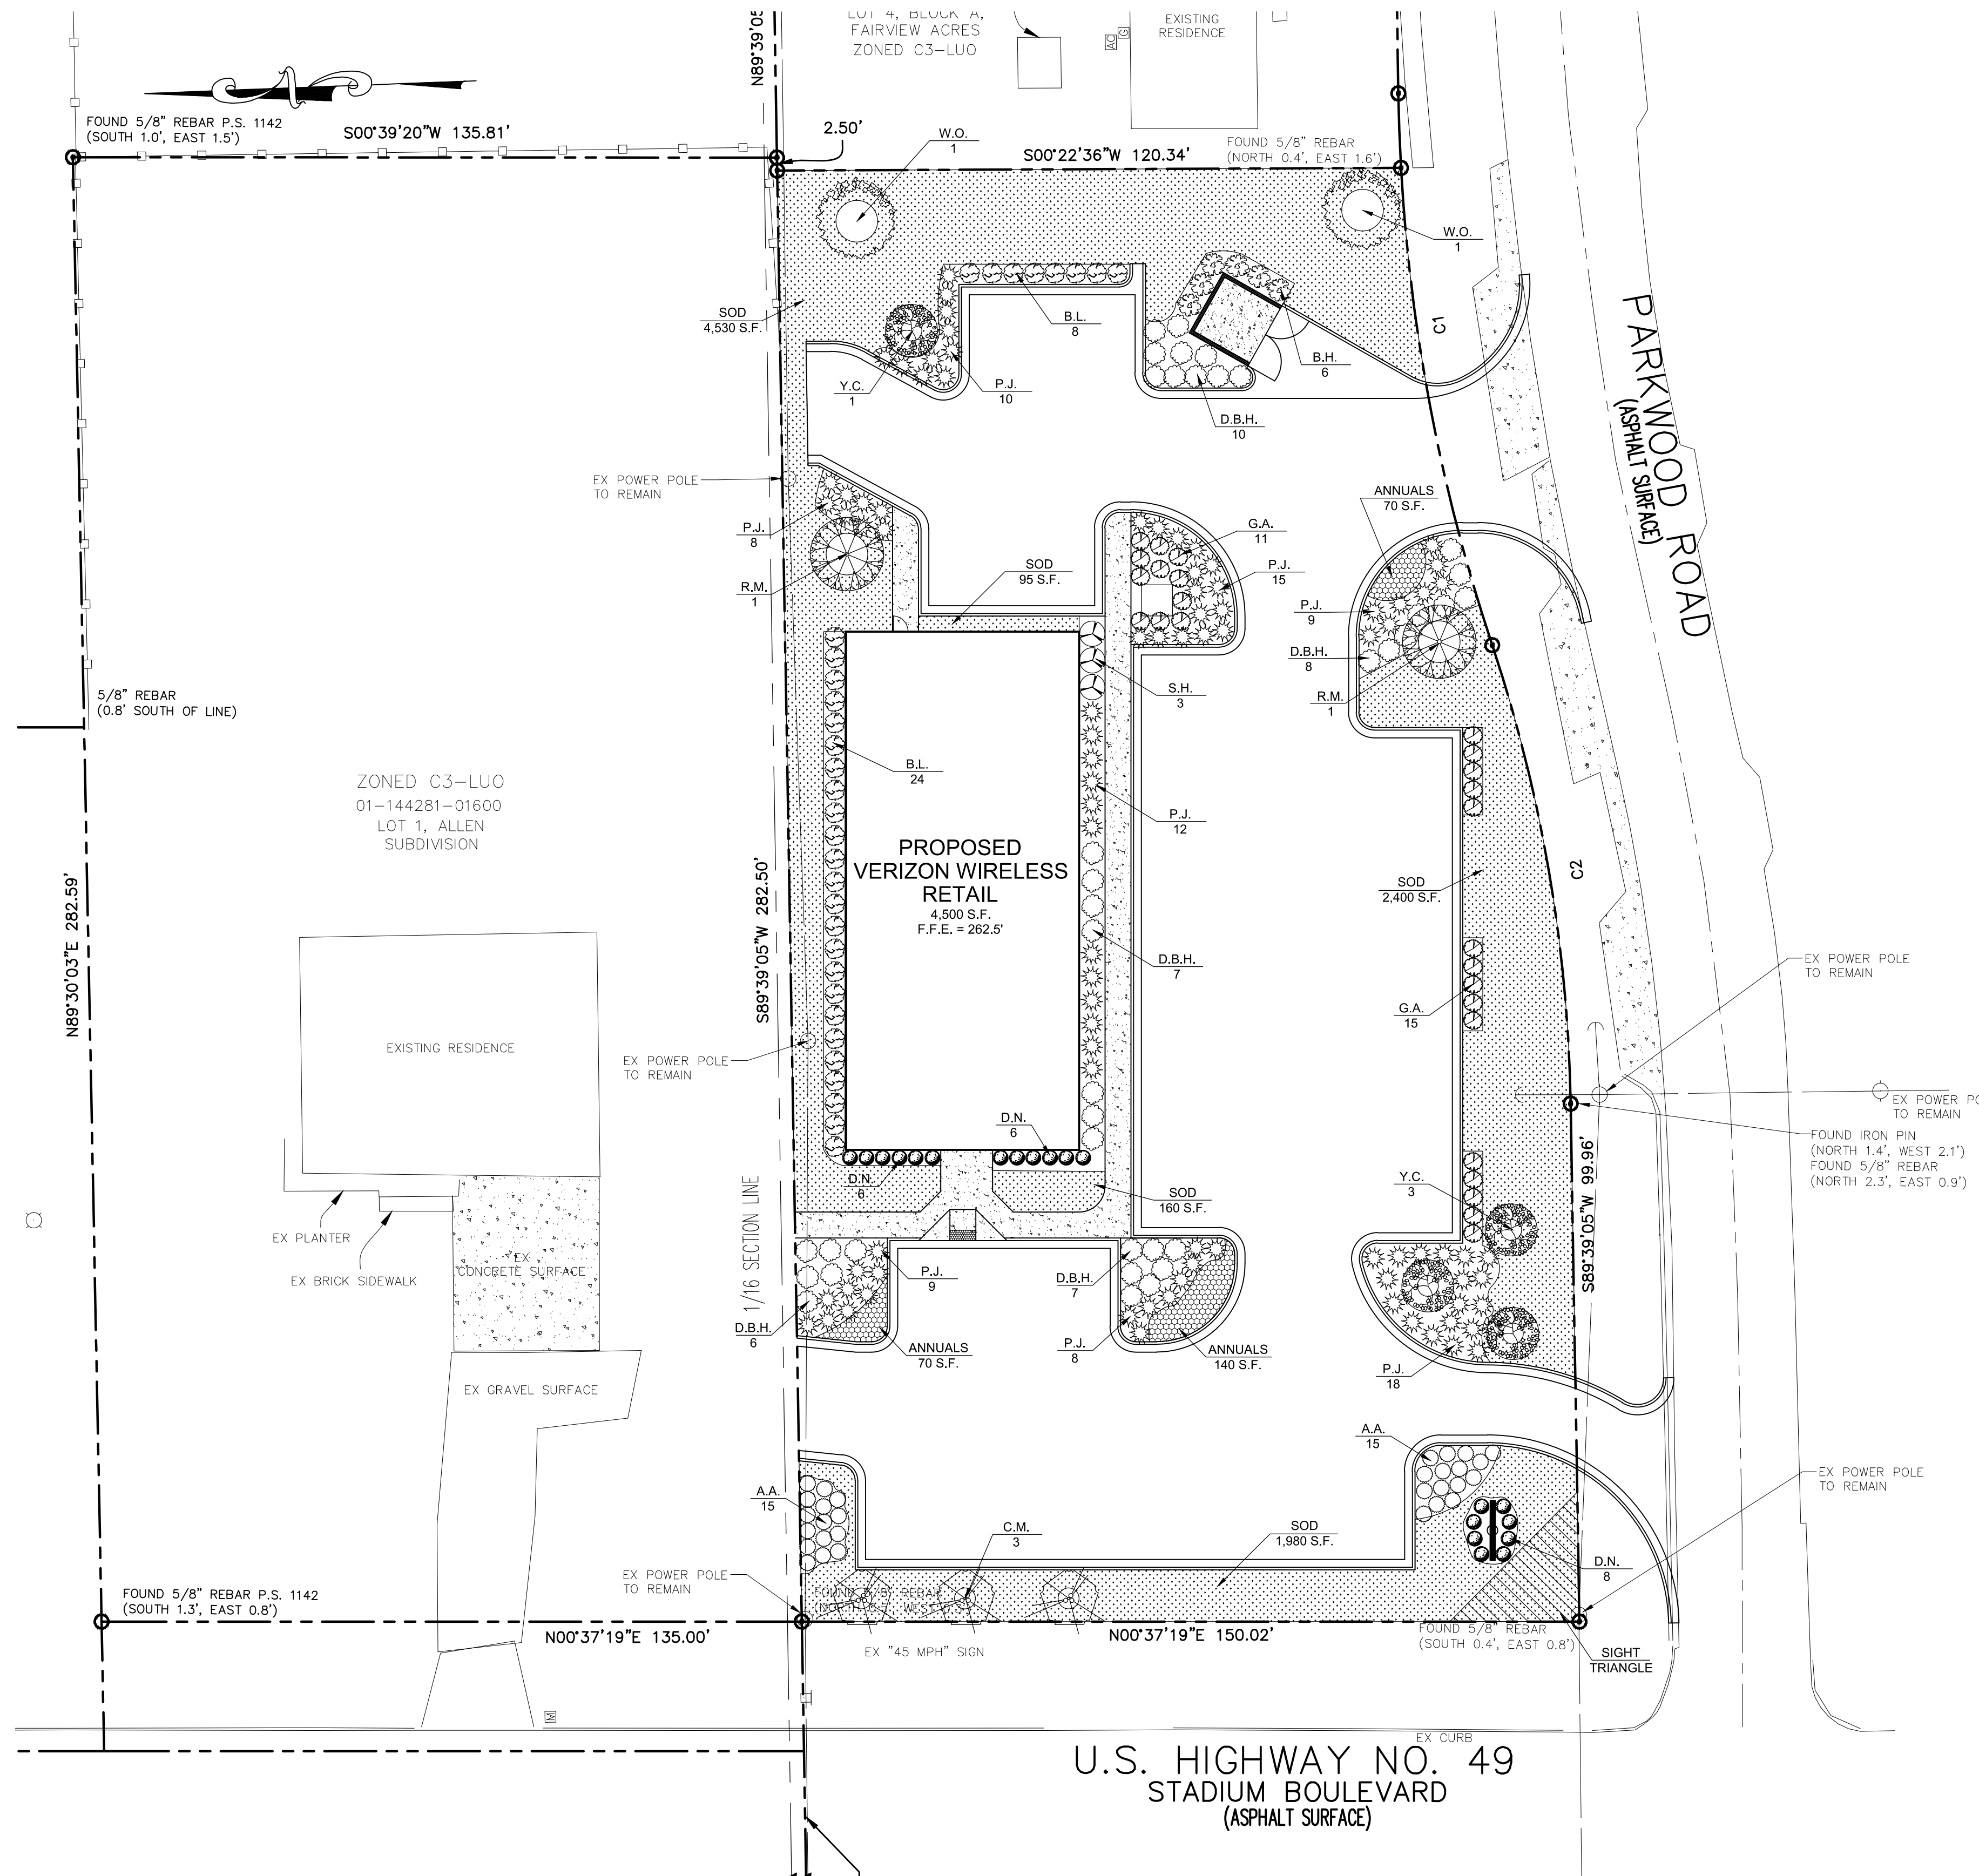 N89°39'05
LOT 4, BLOCK A,
FAIRVIEW ACRES
ZONED C3-LUO
AC
G
EXISTING
RESIDENCE
N
FOUND 5/8" REBAR P.S. 1142
(SOUTH 1.0', EAST 1.5')
S00°39'20"W 135.81'
2.50'
W.O.
1
S00°22'36"W 120.34'
FOUND 5/8" REBAR
(NORTH 0.4', EAST 1.6')
W.O.
1
SOD
4,530 S.F.
B.L.
8
C1
PARKWOOD ROAD
(ASPHALT SURFACE)
Y.C.
1
P.J.
10
B.H.
6
D.B.H.
10
EX POWER POLE
TO REMAIN
ANNUALS
70 S.F.
P.J.
8
G.A.
11
SOD
95 S.F.
P.J.
15
R.M.
1
P.J.
9
D.B.H.
8
R.M.
1
S.H.
3
5/8" REBAR
(0.8' SOUTH OF LINE)
ZONED C3-LUO
01-144281-01600
LOT 1, ALLEN
SUBDIVISION
B.L.
24
P.J.
12
PROPOSED
VERIZON WIRELESS
RETAIL
4,500 S.F.
F.F.E. = 262.5'
SOD
2,400 S.F.
C2
N89°30'03"E 282.59'
S89°39'05"W 282.50'
D.B.H.
7
EX POWER POLE
TO REMAIN
G.A.
15
EXISTING RESIDENCE
EX POWER POLE
TO REMAIN
EX POWER PO
TO REMAIN
D.N.
6
FOUND IRON PIN
(NORTH 1.4', WEST 2.1')
FOUND 5/8" REBAR
(NORTH 2.3', EAST 0.9')
D.N.
6
SOD
160 S.F.
Y.C.
3
S89°39'05"W 99.96'
1/16 SECTION LINE
EX PLANTER
EX BRICK SIDEWALK
EX
CONCRETE SURFACE
P.J.
9
D.B.H.
7
D.B.H.
6
ANNUALS
70 S.F.
P.J.
8
ANNUALS
140 S.F.
P.J.
18
EX GRAVEL SURFACE
A.A.
15
EX POWER POLE
TO REMAIN
A.A.
15
C.M.
3
SOD
1,980 S.F.
D.N.
8
EX POWER POLE
TO REMAIN
FOUND 5/8" REBAR
FOUND 5/8" REBAR P.S. 1142
(SOUTH 1.3', EAST 0.8')
N00°37'19"E 135.00'
EX "45 MPH" SIGN
N00°37'19"E 150.02'
FOUND 5/8" REBAR
(SOUTH 0.4', EAST 0.8')
SIGHT
TRIANGLE
M
EX CURB
U.S. HIGHWAY NO. 49
STADIUM BOULEVARD
(ASPHALT SURFACE)